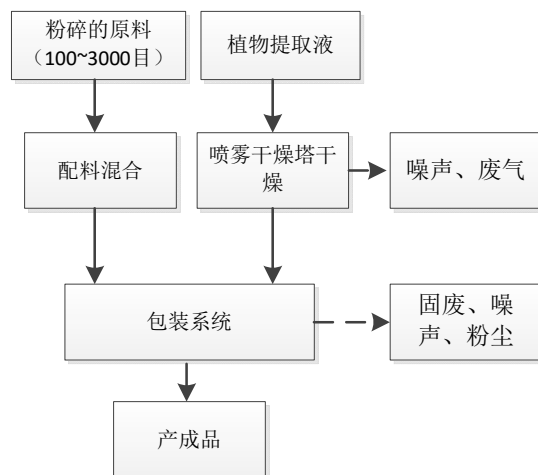 粉碎的原料
（100~3000目）
植物提取液
配料混合
喷雾干燥塔干
燥
噪声、废气
包装系统
固废、噪
声、粉尘
产成品